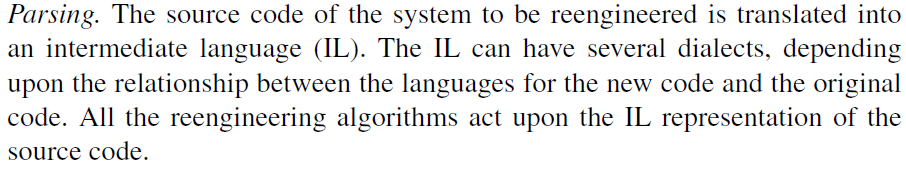 Parsing. The source code of the system to be reengineered is translated into
an intermediate language (IL). The IL can have several dialects, depending
upon the relationship between the languages for the new code and the original
code. All the reengineering algorithms act upon the IL representation of the
source code.